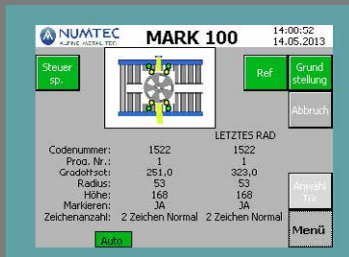 NUMTEC
ALPINE METAL TEC
MARK 100
14:00:52
14.05.2013
Steuer
sp.
Ref
Grund
stellung
Abbruch
LETZTES RAD
Codenummer: 1522 1522
Prog. Nr.: 1 1
251,0 323,0
Radius: 53 53
Höhe: 168 168
Markieren: JA JA
Zeichenanzahl: 2 Zeichen Normal 2 Zeichen Normal
Anwahl
Menü
Auto